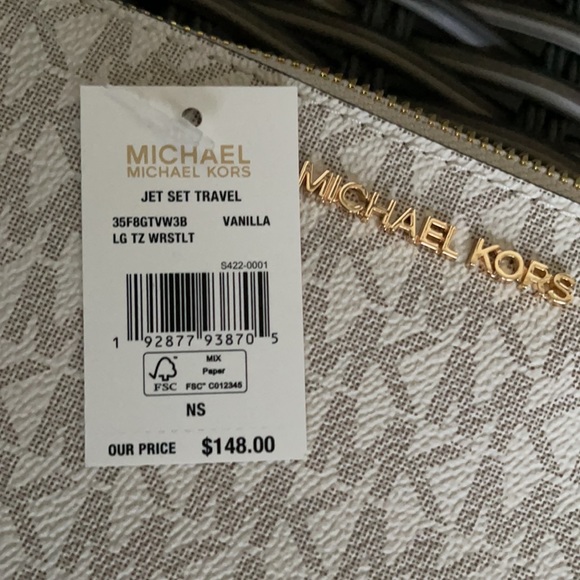 MICHAEL
MICHAEL KORS
JET SET TRAVEL
35F8GTVW3B VANILLA
LG TZ WRSTLT
S422-0001
1 92877 93870 5
MIX
Paper
FSC
FSC™ C012345
NS
OUR PRICE $148.00
MICHAEL KORS